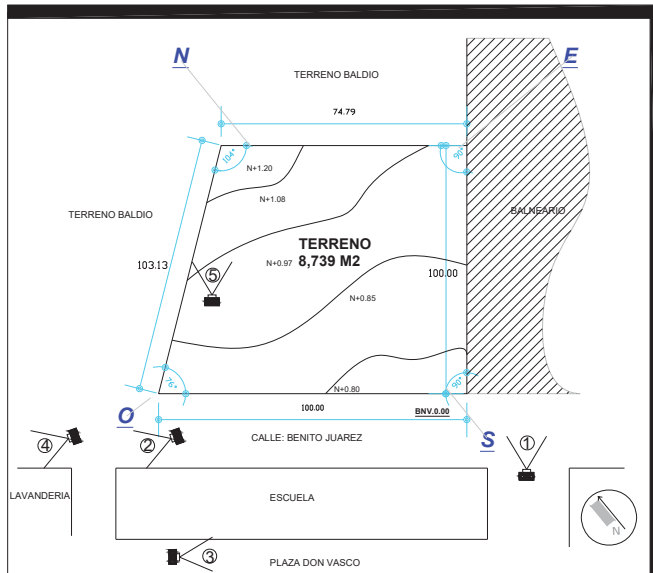 N
E
TERRENO BALDIO
74.79
104°
90°
N+1.20
N+1.08
TERRENO BALDIO
BALNEARIO
TERRENO
8,739 M2
N+0.97
103.13
100.00
5
N+0.85
76°
90°
N+0.80
O
100.00
BNV.0.00
S
CALLE: BENITO JUAREZ
4
2
1
LAVANDERIA
ESCUELA
N
3
PLAZA DON VASCO